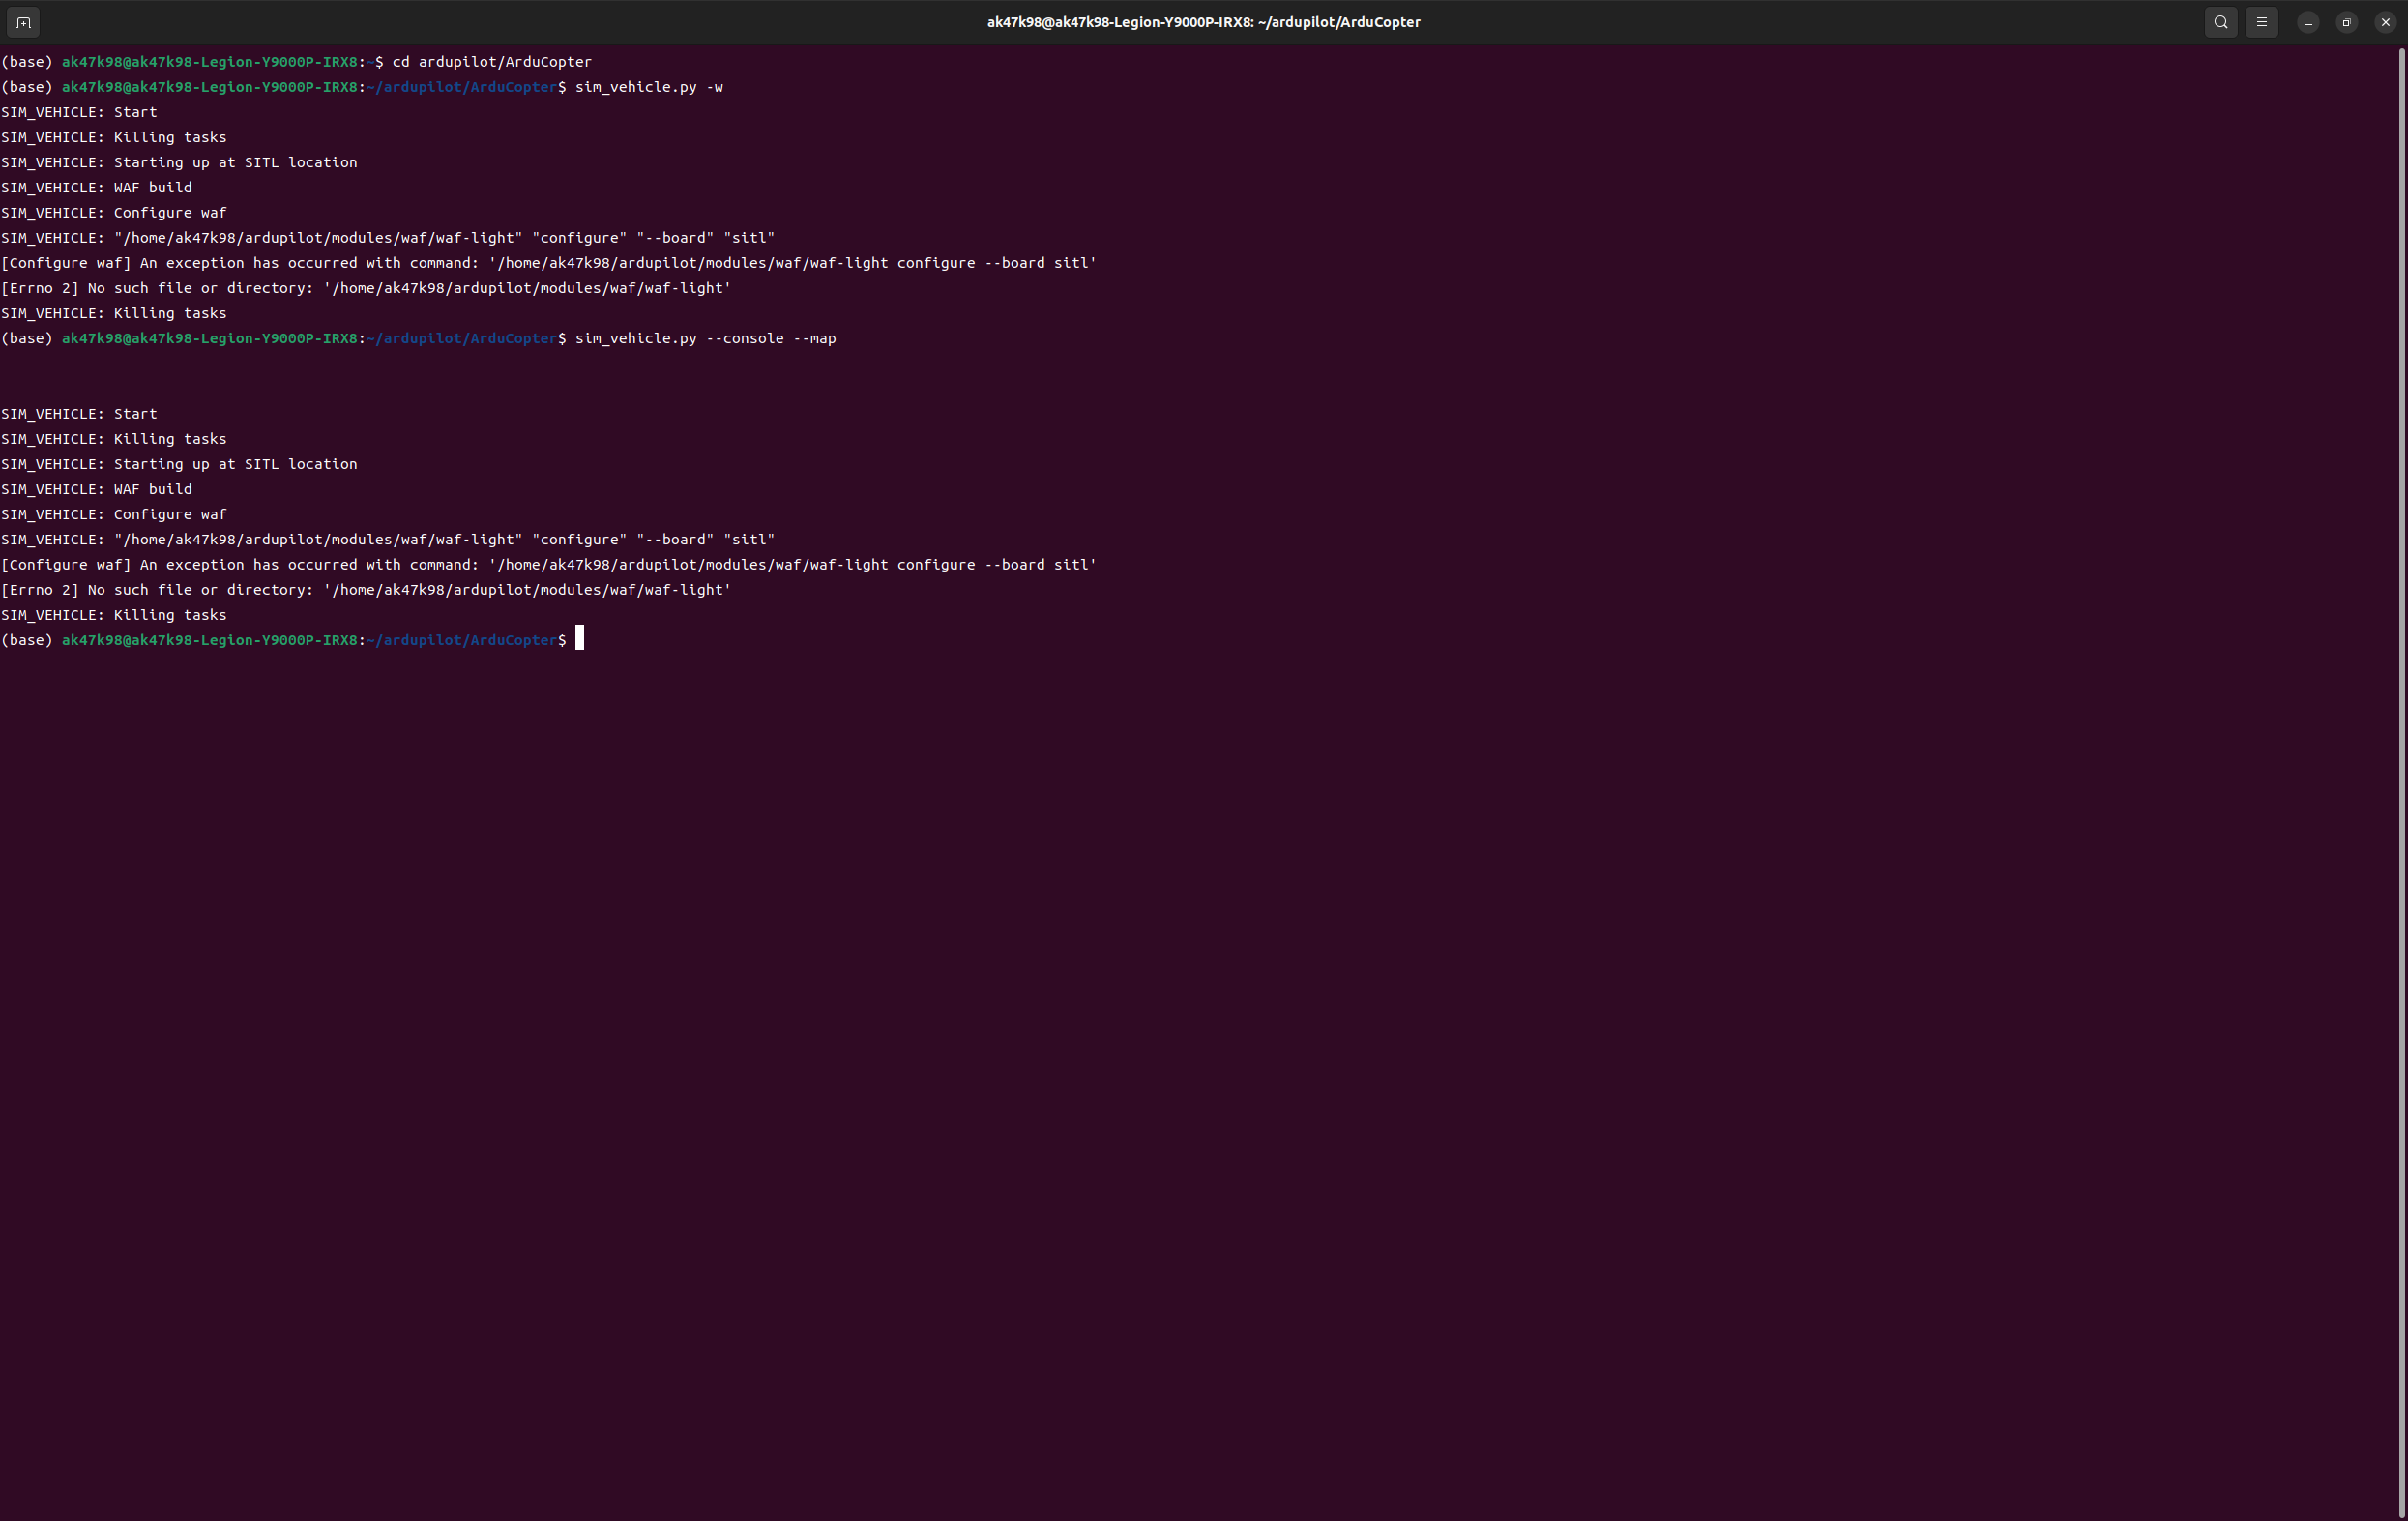 ak47k98@ak47k98-Legion-Y9000P-IRX8: ~/ardupilot/ArduCopter
(base) ak47k98@ak47k98-Legion-Y9000P-IRX8:~$ cd ardupilot/ArduCopter
(base) ak47k98@ak47k98-Legion-Y9000P-IRX8:~/ardupilot/ArduCopter$ sim_vehicle.py -w
SIM_VEHICLE: Start
SIM_VEHICLE: Killing tasks
SIM_VEHICLE: Starting up at SITL location
SIM_VEHICLE: WAF build
SIM_VEHICLE: Configure waf
SIM_VEHICLE: "/home/ak47k98/ardupilot/modules/waf/waf-light" "configure" "--board" "sitl"
[Configure waf] An exception has occurred with command: '/home/ak47k98/ardupilot/modules/waf/waf-light configure --board sitl'
[Errno 2] No such file or directory: '/home/ak47k98/ardupilot/modules/waf/waf-light'
SIM_VEHICLE: Killing tasks
(base) ak47k98@ak47k98-Legion-Y9000P-IRX8:~/ardupilot/ArduCopter$ sim_vehicle.py --console --map
SIM_VEHICLE: Start
SIM_VEHICLE: Killing tasks
SIM_VEHICLE: Starting up at SITL location
SIM_VEHICLE: WAF build
SIM_VEHICLE: Configure waf
SIM_VEHICLE: "/home/ak47k98/ardupilot/modules/waf/waf-light" "configure" "--board" "sitl"
[Configure waf] An exception has occurred with command: '/home/ak47k98/ardupilot/modules/waf/waf-light configure --board sitl'
[Errno 2] No such file or directory: '/home/ak47k98/ardupilot/modules/waf/waf-light'
SIM_VEHICLE: Killing tasks
(base) ak47k98@ak47k98-Legion-Y9000P-IRX8:~/ardupilot/ArduCopter$